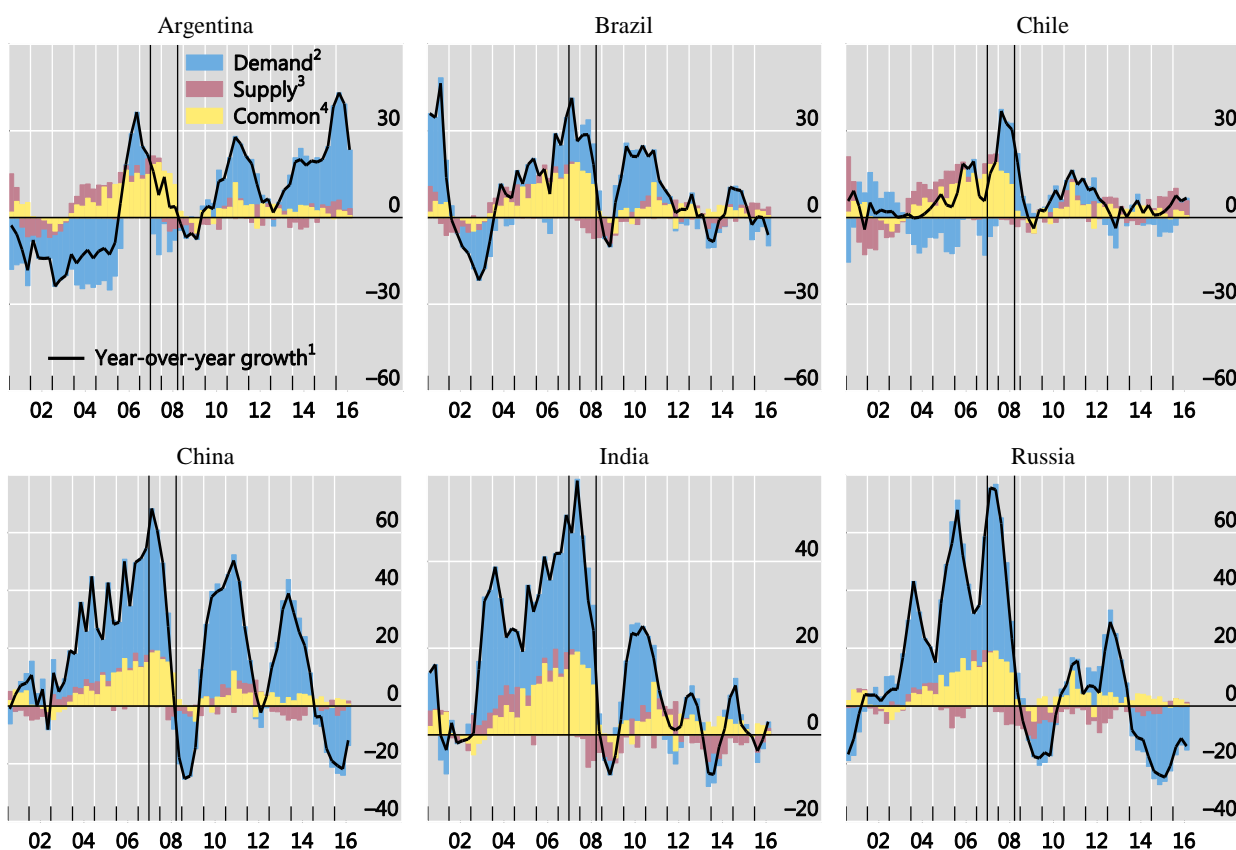 Argentina Brazil Chile
Demand2
Supply3
Common4
30 30 30
0 0 0
–30 –30 –30
Year-over-year growth1
–60 –60 –60
02 04 06 08 10 12 14 16 02 04 06 08 10 12 14 16 02 04 06 08 10 12 14 16
China India Russia
60 60
40 40 40
20 20 20
0 0 0
–20 –20 –20
–40 –40
02 04 06 08 10 12 14 16 02 04 06 08 10 12 14 16 02 04 06 08 10 12 14 16